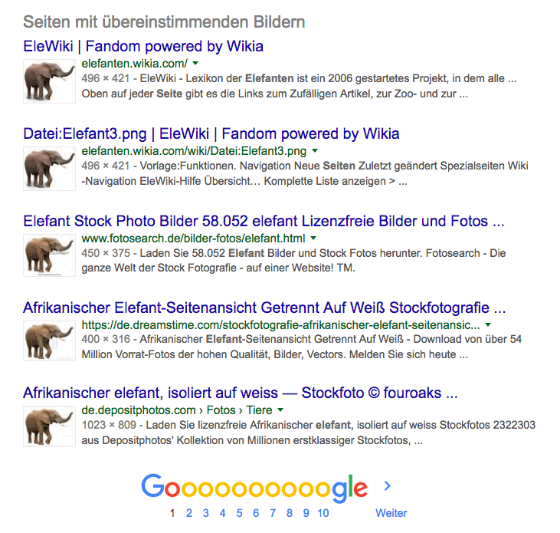 Seiten mit übereinstimmenden Bildern
EleWiki | Fandom powered by Wikia
elefanten.wikia.com/
496 × 421 - EleWiki - Lexikon der Elefanten ist ein 2006 gestartetes Projekt, in dem alle ...
Oben auf jeder Seite gibt es die Links zum Zufälligen Artikel, zur Zoo- und zur ...
Datei:Elefant3.png | EleWiki | Fandom powered by Wikia
elefanten.wikia.com/wiki/Datei:Elefant3.png
496 × 421 - Vorlage:Funktionen. Navigation Neue Seiten Zuletzt geändert Spezialseiten Wiki
-Navigation EleWiki-Hilfe Übersicht… Komplette Liste anzeigen > ...
Elefant Stock Photo Bilder 58.052 elefant Lizenzfreie Bilder und Fotos ...
www.fotosearch.de/bilder-fotos/elefant.html
450 × 375 - Laden Sie 58.052 Elefant Bilder und Stock Fotos herunter. Fotosearch - Die
ganze Welt der Stock Fotografie - auf einer Website! TM.
Afrikanischer Elefant-Seitenansicht Getrennt Auf Weiß Stockfotografie ...
https://de.dreamstime.com/stockfotografie-afrikanischer-elefant-seitenansic...
400 × 316 - Afrikanischer Elefant-Seitenansicht Getrennt Auf Weiß - Download von über 54
Million Vorrat-Fotos der hohen Qualität, Bilder, Vectors. Melden Sie sich heute ...
Afrikanischer elefant, isoliert auf weiss — Stockfoto © fouroaks ...
de.depositphotos.com › Fotos › Tiere
1023 × 809 - Laden Sie lizenzfreie Afrikanischer elefant, isoliert auf weiss Stockfotos 2322303
aus Depositphotos' Kollektion von Millionen erstklassiger Stockfotos, ...
Goooooooooogle >
1 2 3 4 5 6 7 8 9 10 Weiter